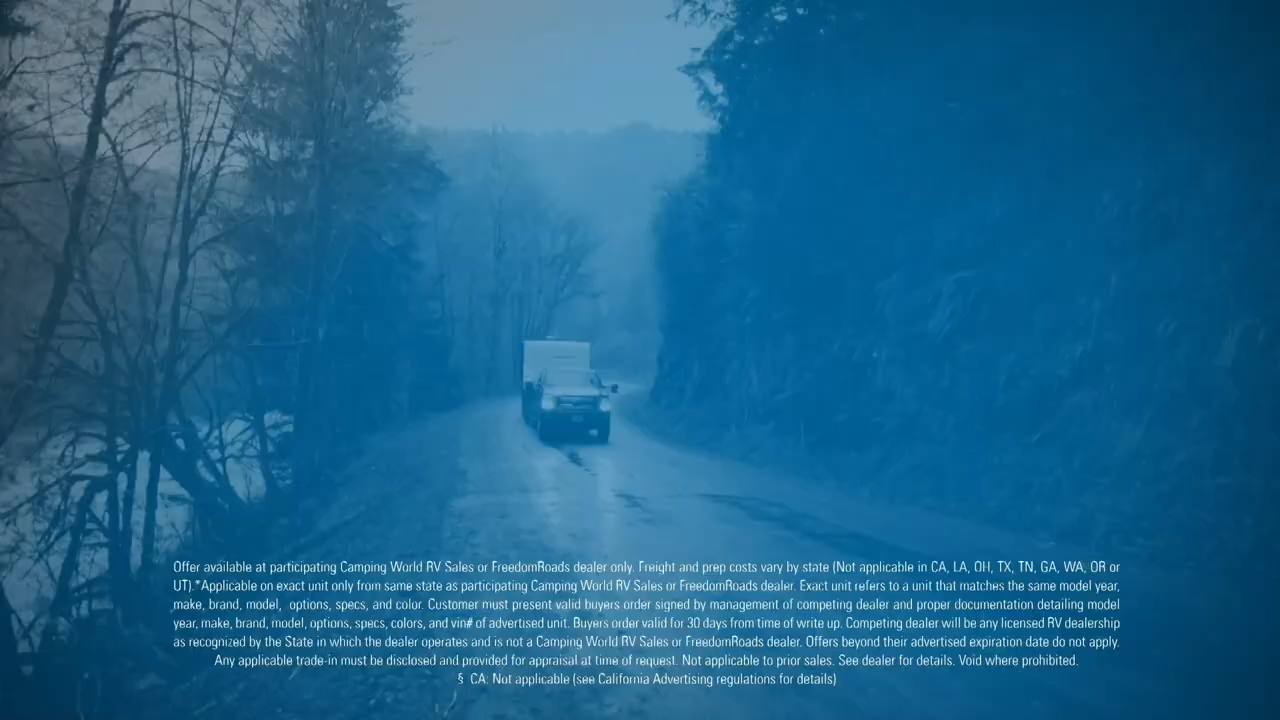 Offer available at participating Camping World RV Sales or FreedomRoads dealer only. Freight and prep costs vary by state (Not applicable in CA, LA, OH, TX, TN, GA, WA, OR or
UT).*Applicable on exact unit only from same state as participating Camping World RV Sales or FreedomRoads dealer. Exact unit refers to a unit that matches the same model year,
make, brand, model, options, specs, and color. Customer must present valid buyers order signed by management of competing dealer and proper documentation detailing model
year, make, brand, model, options, specs, colors, and vin# of advertised unit. Buyers order valid for 30 days from time of write up. Competing dealer will be any licensed RV dealership
as recognized by the State in which the dealer operates and is not a Camping World RV Sales or FreedomRoads dealer. Offers beyond their advertised expiration date do not apply.
Any applicable trade-in must be disclosed and provided for appraisal at time of request. Not applicable to prior sales. See dealer for details. Void where prohibited.
§ CA: Not applicable (see California Advertising regulations for details)